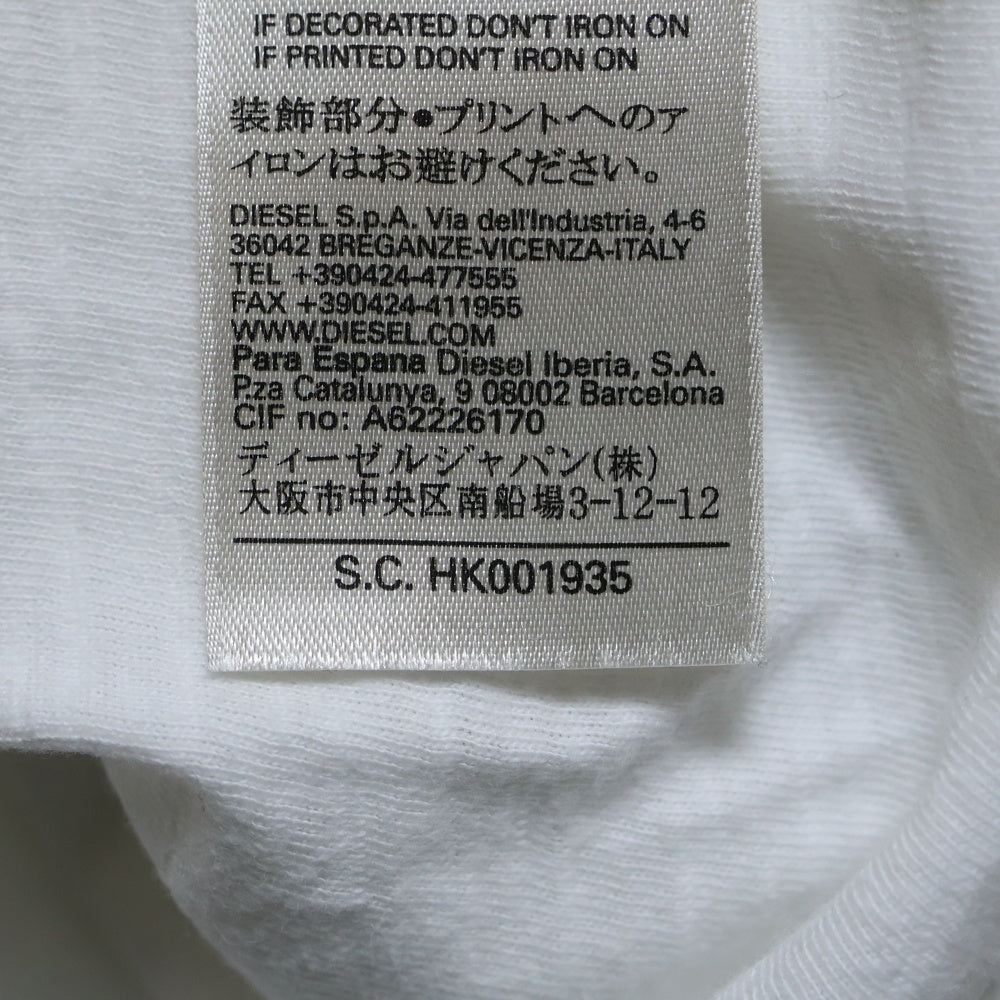 IF DECORATED DON'T IRON ON
IF PRINTED DON'T IRON ON
装飾部分●プリントへのア
イロンはお避けください。
DIESEL S.p.A. Via dell'Industria, 4-6
36042 BREGANZE-VICENZA-ITALY
TEL +390424-477555
FAX +390424-411955
WWW.DIESEL.COM
Para Espana Diesel Iberia, S.A.
P.za Catalunya, 9 08002 Barcelona
CIF no: A62226170
ディーゼルジャパン(株)
大阪市中央区南船場3-12-12
S.C. HK001935